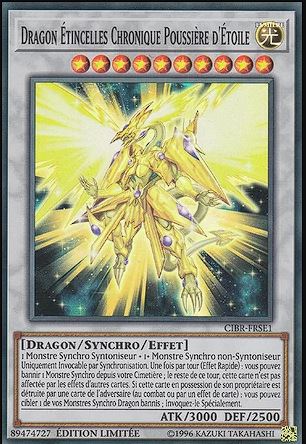 Dragon Étincelles Chronique Poussière d'Étoile
LUMIÈRE
光
CIBR-FRSE1
[DRAGON/SYNCHRO/EFFET]
1 Monstre Synchro Syntoniseur + 1+ Monstre Synchro non-Syntoniseur
Uniquement Invocable par Synchronisation. Une fois par tour (Effet Rapide) : vous pouvez
bannir 1 Monstre Synchro depuis votre Cimetière ; le reste de ce tour, cette carte n'est pas
affectée par les effets d'autres cartes. Si cette carte en possession de son propriétaire est
détruite par une carte de l'adversaire (au combat ou par un effet de carte) : vous pouvez
cibler 1 de vos Monstres Synchro Dragon bannis ; Invoquez-le Spécialement.
ATK/3000 DEF/2500
89474727 ÉDITION LIMITÉE ©1996 KAZUKI TAKAHASHI